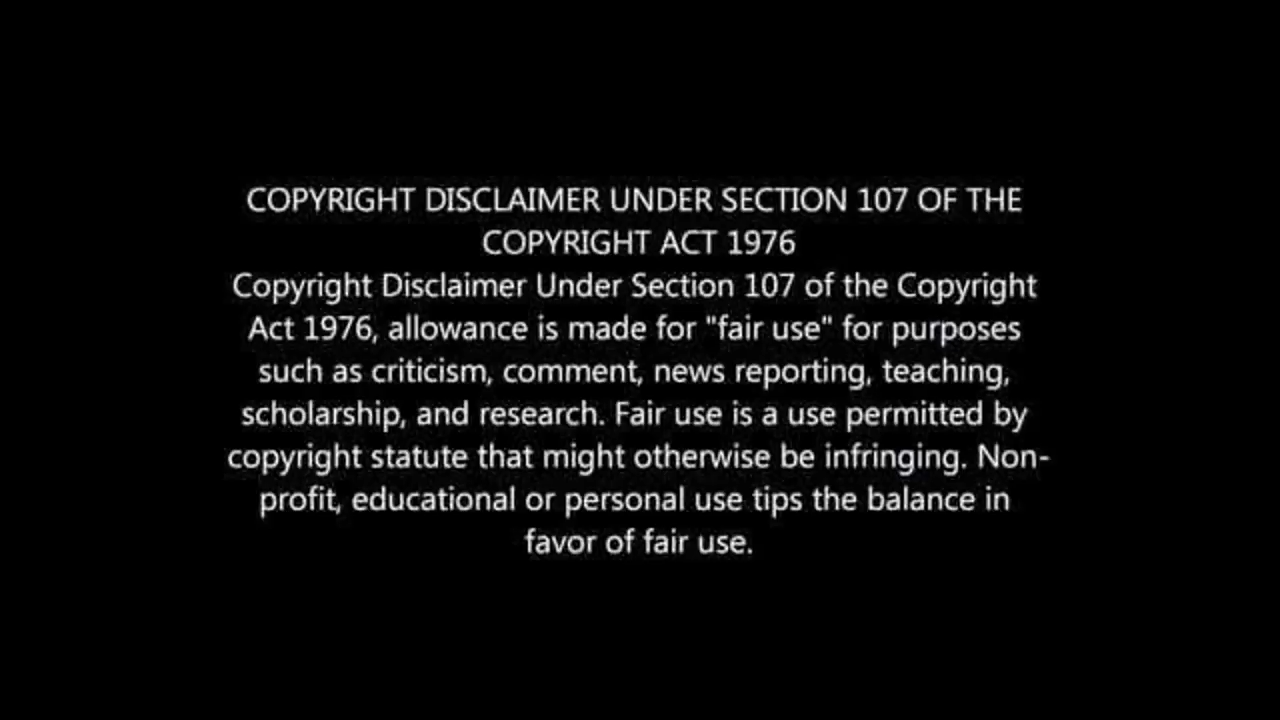 COPYRIGHT DISCLAIMER UNDER SECTION 107 OF THE
COPYRIGHT ACT 1976
Copyright Disclaimer Under Section 107 of the Copyright
Act 1976, allowance is made for "fair use" for purposes
such as criticism, comment, news reporting, teaching,
scholarship, and research. Fair use is a use permitted by
copyright statute that might otherwise be infringing. Non-
profit, educational or personal use tips the balance in
favor of fair use.